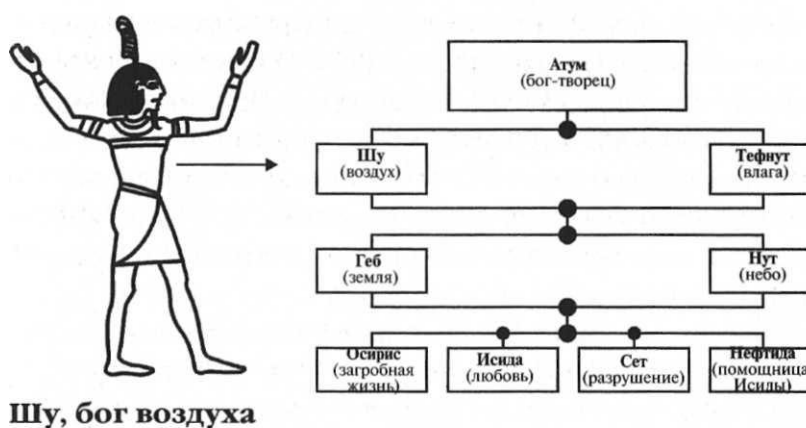 Атум
(бог-творец)
Шу
(воздух)
Тефнут
(влага)
Геб
(земля)
Нут
(небо)
Осирис
(загробная
жизнь)
Исида
(любовь)
Сет
(разрушение)
Нефтида
(помощница
Исиды)
Шу, бог воздуха